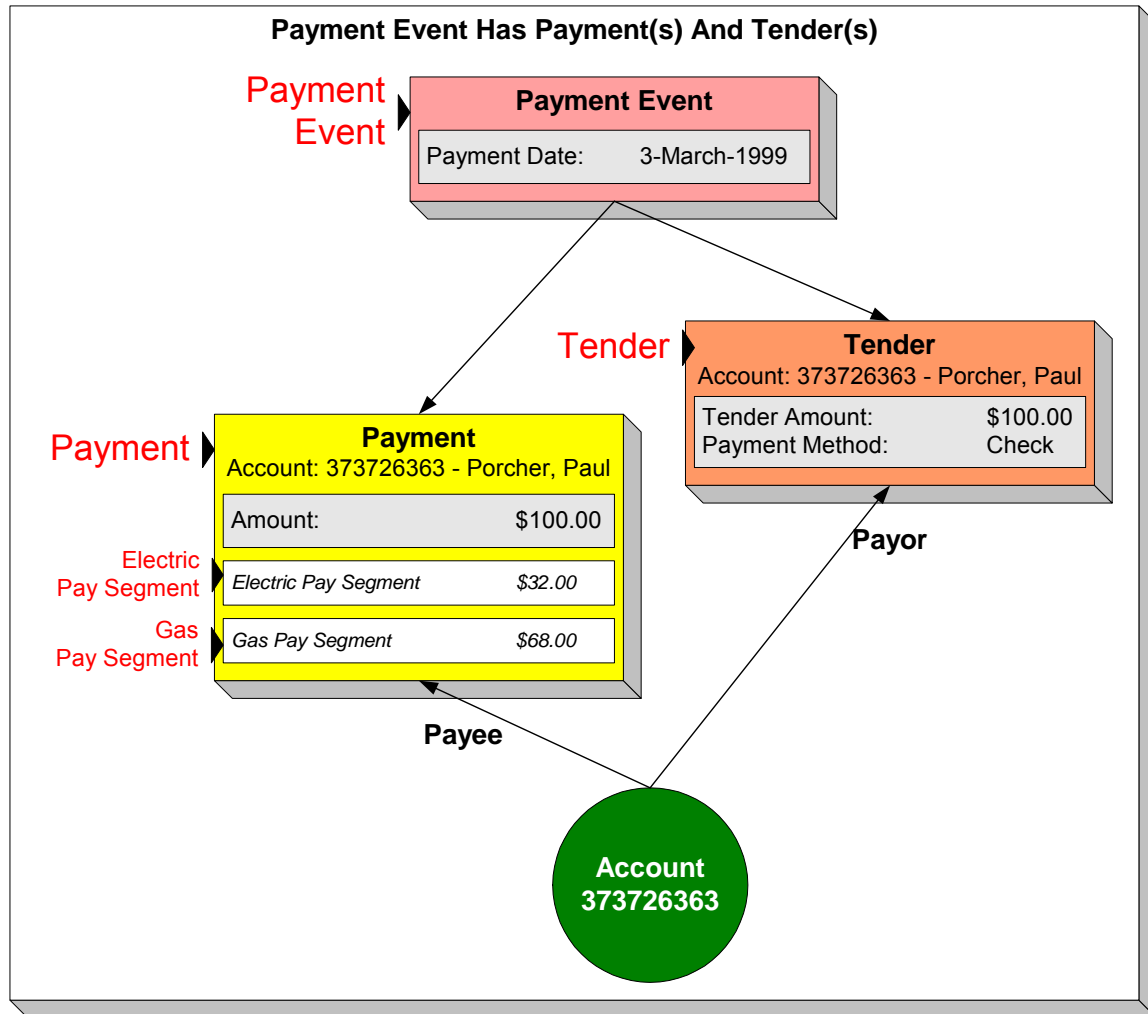 Payment Event Has Payment(s) And Tender(s)
Payment
Event
Payment Event
Payment Date: 3-March-1999
Tender
Tender
Account: 373726363 - Porcher, Paul
Tender Amount: $100.00
Payment Method: Check
Payment
Payment
Account: 373726363 - Porcher, Paul
Amount: $100.00
Electric
Pay Segment
Electric Pay Segment $32.00
Gas
Pay Segment
Gas Pay Segment $68.00
Payor
Payee
Account
373726363